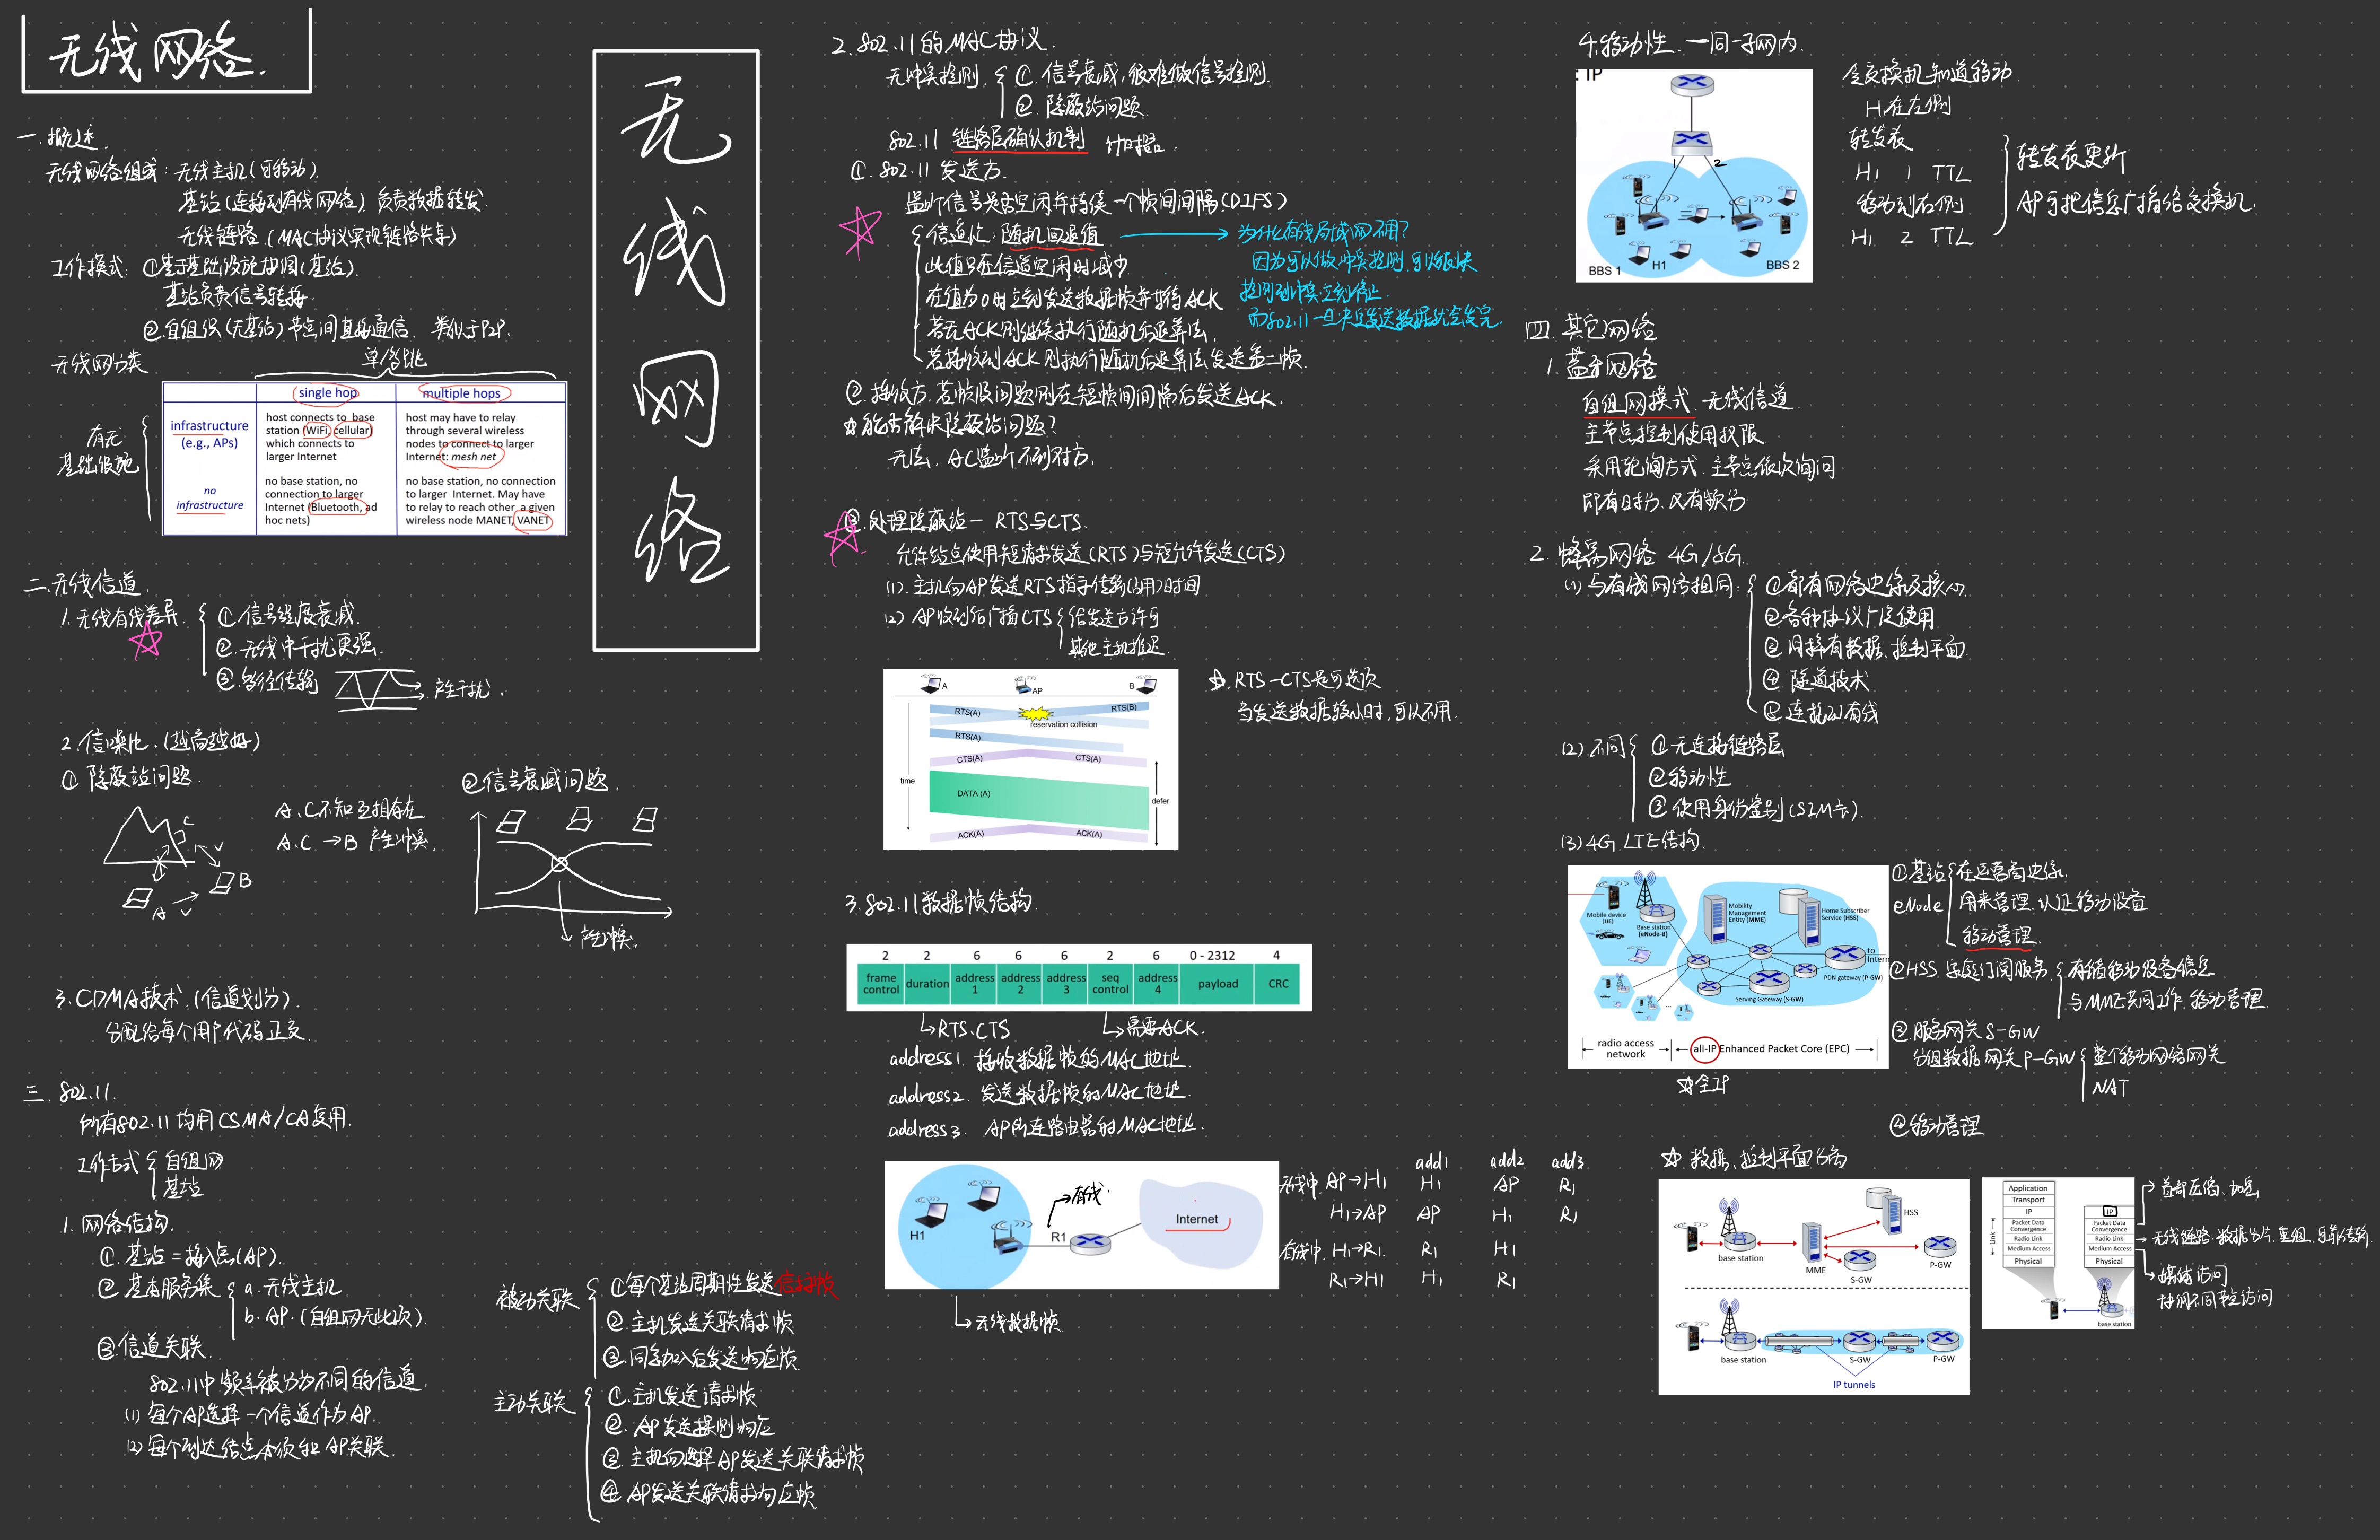 无线网络.
一. 概述.
无线网络组成: 无线主机(可移动).
基站(连接到有线网络) 负责数据转发
无线链路.(MAC协议实现链路共享)
工作模式: ①基于基础设施协调(基站).
基站负责信号转接.
②.自组织(无基站) 节点间直接通信. 类似于P2P.
无线网分类
单/多跳
有无
基础设施
single hop
multiple hops
infrastructure
(e.g., APs)
host connects to base
station (WiFi, cellular)
which connects to
larger Internet
host may have to relay
through several wireless
nodes to connect to larger
Internet: mesh net
no
infrastructure
no base station, no
connection to larger
Internet (Bluetooth, ad
hoc nets)
no base station, no connection
to larger Internet. May have
to relay to reach other a given
wireless node MANET, VANET
二.无线信道.
1.无线有线差异.
①.信号强度衰减.
②.无线中干扰更强.
③.多径传输
产生干扰.
2.信噪比.(越高越好)
① 隐蔽站问题.
C
B
A
A、C不知互相存在
A、C → B 产生冲突.
②信号衰减问题.
产生冲突.
3. CDMA技术.(信道划分).
分配给每个用户代码正交.
三. 802.11.
所有802.11均用CSMA/CA复用.
工作方式
自组网
基站
1. 网络结构.
①. 基站 = 接入点(AP).
② 基本服务集
a. 无线主机
b. AP.(自组网无此项).
③.信道关联.
802.11中 频率被分为不同的信道.
(1) 每个AP选择一个信道作为AP.
(2) 每个到达结点必须和AP关联.
无
线
网
络
被动关联
①每个基站周期性发送信标帧
②.主机发送关联请求帧
③.同意加入后发送响应帧.
主动关联
①.主机发送请求帧
②.AP发送探测响应
③.主机向选择AP发送关联请求帧
④.AP发送关联请求响应帧.
2.802.11的MAC协议.
无冲突检测.
①.信号衰减,很难做信号检测.
②.隐蔽站问题.
802.11 链路层确认机制
①.802.11 发送方.
监听信号是否空闲并持续一个帧间间隔.(DIFS)
信道忙: 随机回退值
此值只在信道空闲时减少.
在值为0时立刻发送数据帧并等待ACK
若无ACK则继续执行随机后退算法.
若接收到ACK则执行随机后退算法发送第二帧.
为什么有线局域网不用?
因为可以做冲突检测.可以很快
检测到冲突立刻停止.
而802.11一旦决定发送数据就会发完.
②.接收方.若帧没问题则在短帧间间隔后发送ACK.
☆能否解决隐蔽站问题?
无法, AC监听不到对方.
③.处理隐蔽站 — RTS与CTS.
允许站点使用短请求发送(RTS)与短允许发送(CTS)
(1). 主机向AP发送RTS指示传输(占用)时间
(2) AP收到后广播CTS
给发送方许可
其他主机推迟.
A
AP
B
RTS(A)
RTS(B)
reservation collision
RTS(A)
CTS(A)
CTS(A)
time
DATA (A)
defer
ACK(A)
ACK(A)
☆.RTS-CTS是可选项
当发送数据较小时,可以不用.
3.802.11数据帧结构.
2 2 6 6 6 2 6 0 - 2312 4
frame control duration address 1 address 2 address 3 seq control address 4 payload CRC
RTS.CTS
需要ACK.
address1. 接收数据帧的MAC地址.
address2. 发送数据帧的MAC地址.
address3. AP所连路由器的MAC地址.
H1
有线.
R1
Internet
无线数据帧.
add1 add2 add3
无线中. AP→H1 H1 AP R1
H1→AP AP H1 R1
有线中. H1→R1. R1 H1
R1→H1 H1 R1
4.移动性. — 同一子网内.
: IP
1
2
BBS 1
H1
BBS 2
令交换机知道移动.
H1在左侧
转发表
H1 1 TTL
移动到右侧
H1 2 TTL
转发表更新
AP可把信息广播给交换机.
四. 其它网络
1. 蓝牙网络
自组网模式.无线信道.
主节点控制使用权限.
采用轮询方式.主节点依次询问
即有时分.又有频分
2. 蜂窝网络 4G/5G.
(1) 与有线网络相同:
①都有网络边缘及核心.
②各种协议广泛使用
③用稀有数据、控制平面.
④.隧道技术
⑤.连接到有线
(2).不同
①无连接链路层
②移动性
③使用身份鉴别(SIM卡).
(3)4G LTE结构.
Mobile device
(UE)
Base station
(eNode-B)
Mobility
Management
Entity (MME)
Home Subscriber
Service (HSS)
to
Intern
PDN gateway (P-GW)
Serving Gateway (S-GW)
...
radio access
network
all-IP Enhanced Packet Core (EPC)
☆全IP
①基站
eNode
在运营商边缘.
用来管理.认证移动设备
移动管理.
②HSS 家庭订阅服务
存储移动设备信息
与MME共同工作.移动管理.
③ 服务网关 S-GW
分组数据网关 P-GW
整个移动网络网关
NAT
④移动管理
☆ 数据、控制平面分离
base station
MME
HSS
S-GW
P-GW
base station
S-GW
P-GW
IP tunnels
Link
Application
Transport
IP
Packet Data
Convergence
Radio Link
Medium Access
Physical
IP
Packet Data
Convergence
Radio Link
Medium Access
Physical
base station
首部压缩、加密
无线链路:数据分片.重组.可靠传输.
媒体访问
协调不同节点访问